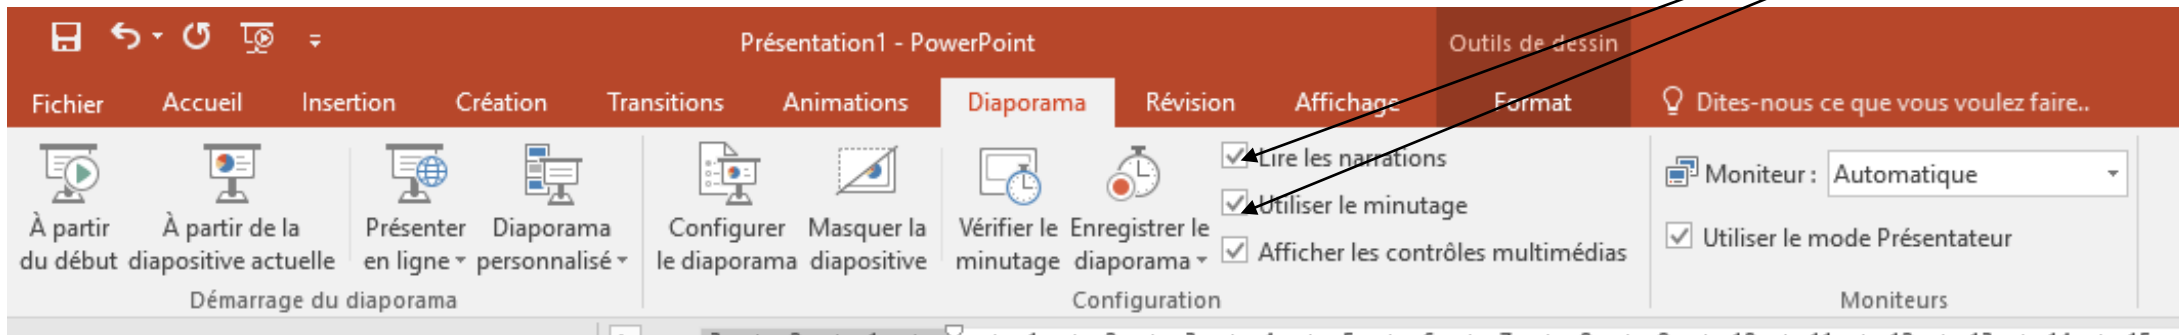 Présentation1 - PowerPoint
Outils de dessin
Fichier Accueil Insertion Création Transitions Animations Diaporama Révision Affichage Format Dites-nous ce que vous voulez faire..
À partir du début
À partir de la diapositive actuelle
Présenter en ligne
Diaporama personnalisé
Configurer le diaporama
Masquer la diapositive
Vérifier le minutage
Enregistrer le diaporama
Lire les narrations
Utiliser le minutage
Afficher les contrôles multimédias
Moniteur : Automatique
Utiliser le mode Présentateur
Démarrage du diaporama
Configuration
Moniteurs